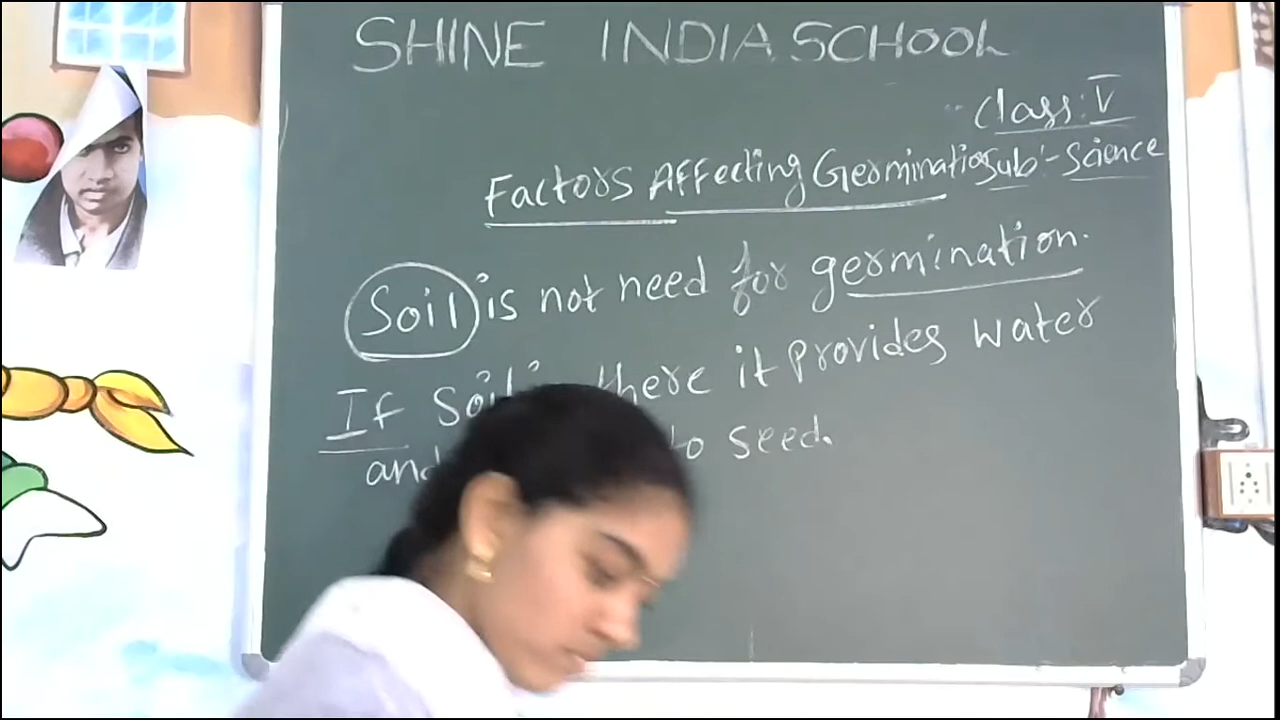 SHINE INDIA SCHOOL
Class: V
Sub:- Science
Factors Affecting Germination
Soil is not need for germination.
If Soil there it provides water
and to seed.